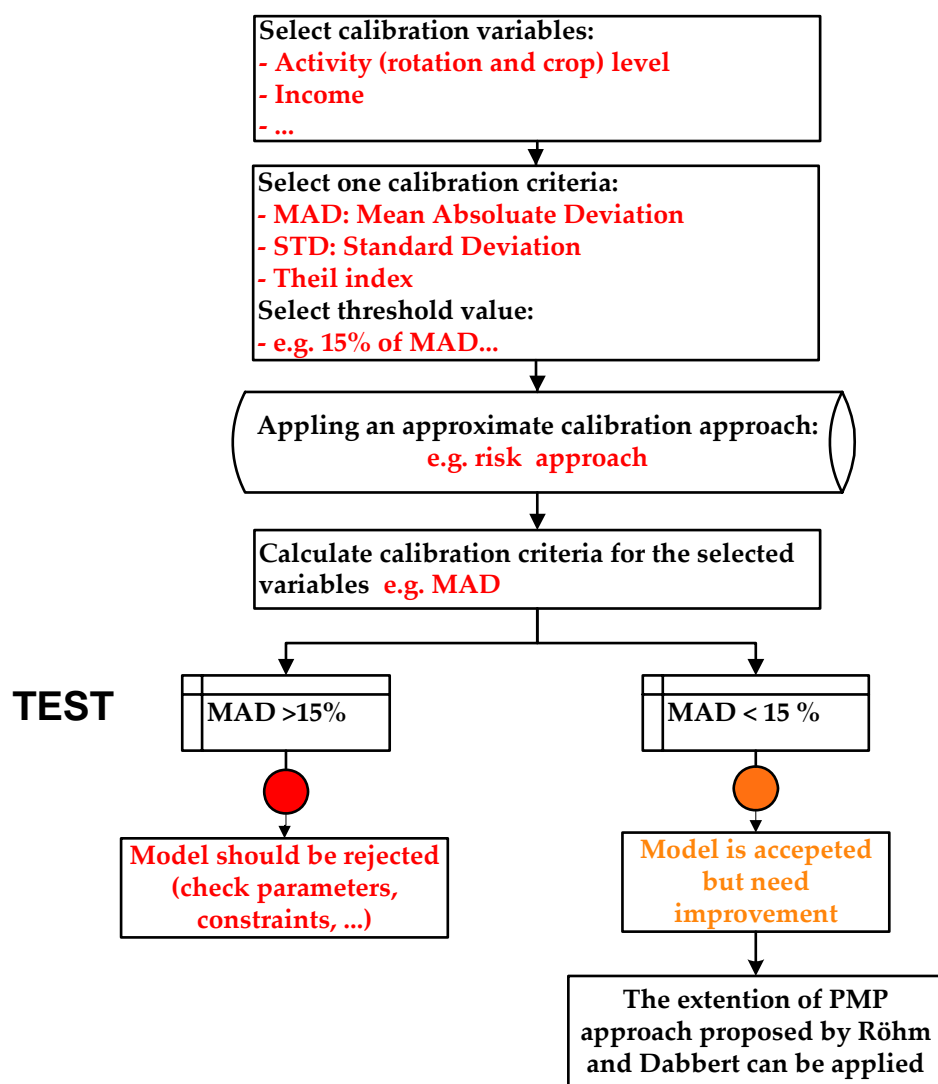 Select calibration variables:
- Activity (rotation and crop) level
- Income
- ...
Select one calibration criteria:
- MAD: Mean Absoluate Deviation
- STD: Standard Deviation
- Theil index
Select threshold value:
- e.g. 15% of MAD...
Appling an approximate calibration approach:
e.g. risk approach
Calculate calibration criteria for the selected
variables e.g. MAD
TEST
MAD >15%
MAD < 15 %
Model should be rejected
(check parameters,
constraints, ...)
Model is accepeted
but need
improvement
The extention of PMP
approach proposed by Röhm
and Dabbert can be applied